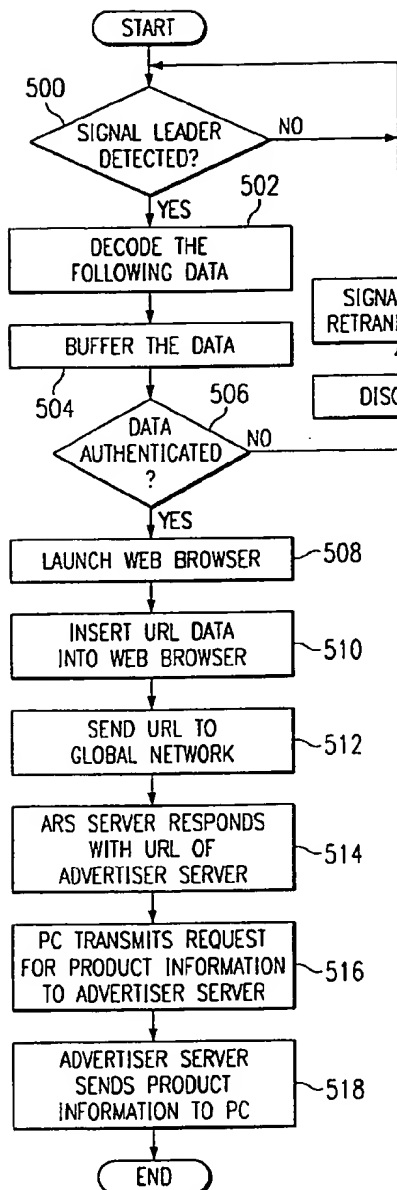 START
500
SIGNAL LEADER
DETECTED?
NO
YES
502
DECODE THE
FOLLOWING DATA
BUFFER THE DATA
504
506
DATA
AUTHENTICATED
?
NO
YES
LAUNCH WEB BROWSER
508
INSERT URL DATA
INTO WEB BROWSER
510
SEND URL TO
GLOBAL NETWORK
512
ARS SERVER RESPONDS
WITH URL OF
ADVERTISER SERVER
514
PC TRANSMITS REQUEST
FOR PRODUCT INFORMATION
TO ADVERTISER SERVER
516
ADVERTISER SERVER
SENDS PRODUCT
INFORMATION TO PC
518
END
SIGNA
RETRAN
DISC